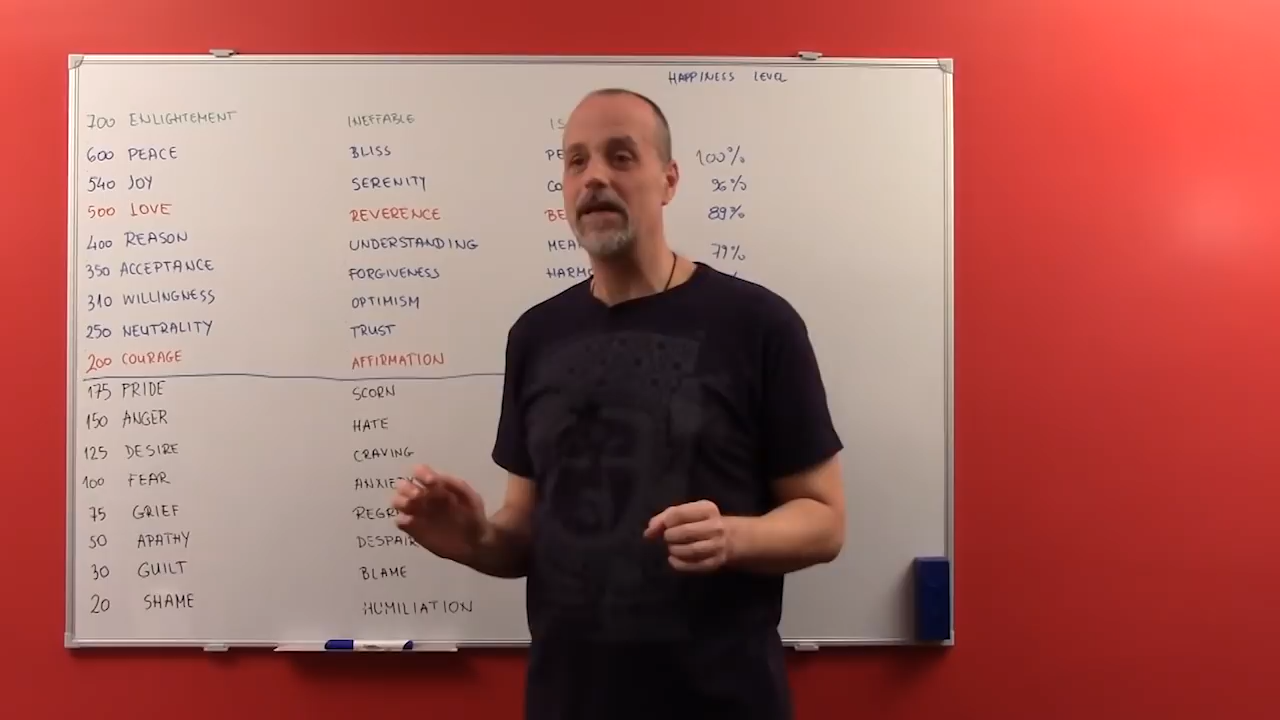 HAPPINESS LEVEL
700 ENLIGHTEMENT INEFFABLE
600 PEACE BLISS 100%
540 JOY SERENITY 96%
500 LOVE REVERENCE 89%
400 REASON UNDERSTANDING 79%
350 ACCEPTANCE FORGIVENESS
310 WILLINGNESS OPTIMISM
250 NEUTRALITY TRUST
200 COURAGE AFFIRMATION
175 PRIDE SCORN
150 ANGER HATE
125 DESIRE CRAVING
100 FEAR
75 GRIEF
50 APATHY DESPAIR
30 GUILT BLAME
20 SHAME HUMILIATION